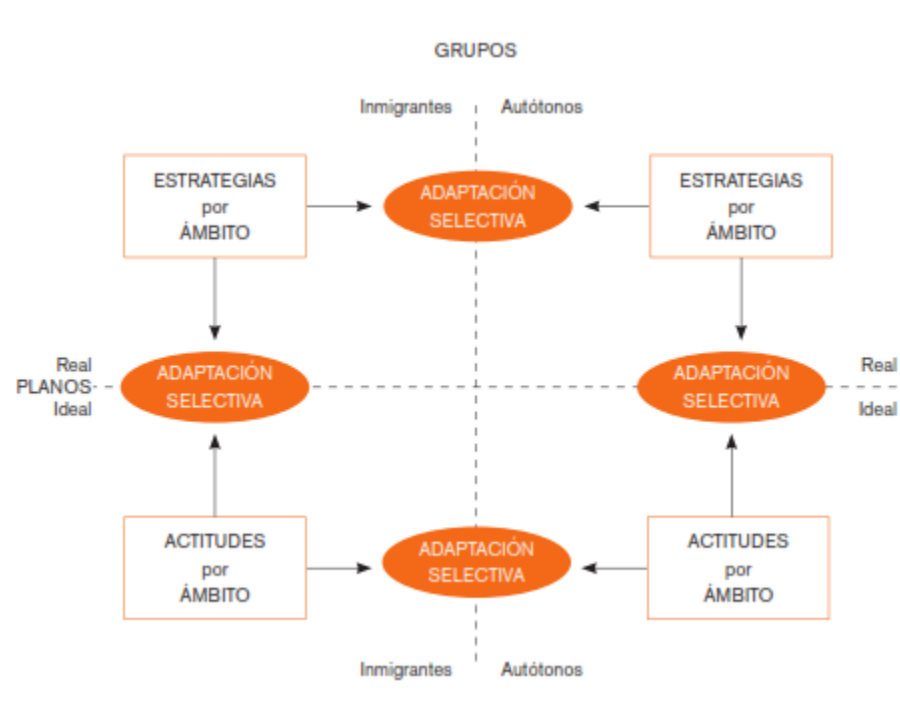 GRUPOS
Inmigrantes Autótonos
ESTRATEGIAS
por
ÁMBITO
ADAPTACIÓN
SELECTIVA
ESTRATEGIAS
por
ÁMBITO
Real
PLANOS
Ideal
ADAPTACIÓN
SELECTIVA
ADAPTACIÓN
SELECTIVA
Real
Ideal
ACTITUDES
por
ÁMBITO
ADAPTACIÓN
SELECTIVA
ACTITUDES
por
ÁMBITO
Inmigrantes Autótonos